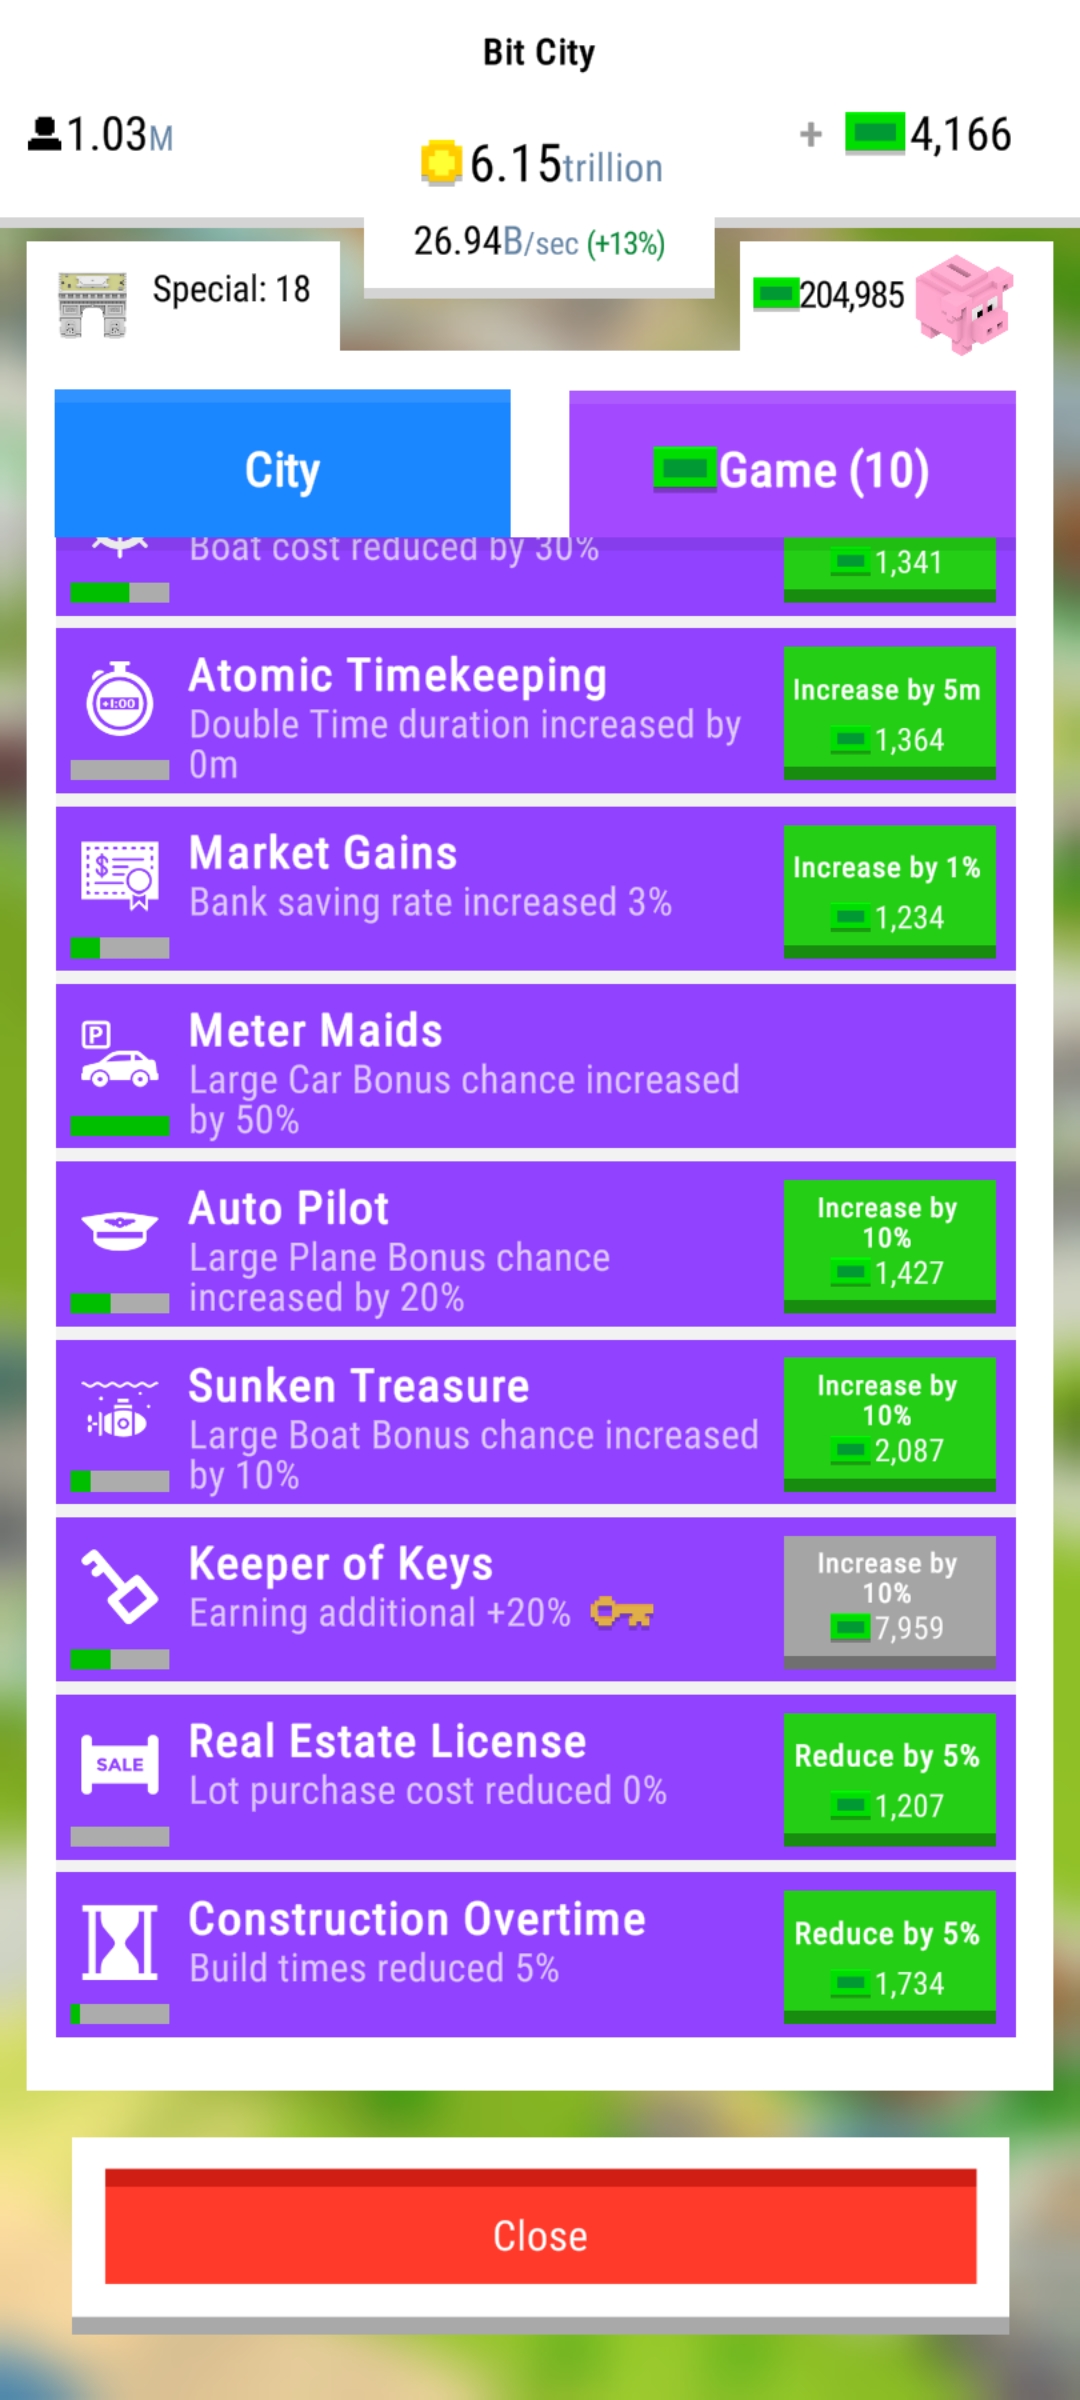 Bit City
1.03M
6.15trillion
+ 4,166
26.94B/sec (+13%)
Special: 18
204,985
City
Game (10)
Boat cost reduced by 30%
1,341
Atomic Timekeeping
Double Time duration increased by
0m
+1:00
Increase by 5m
1,364
Market Gains
Bank saving rate increased 3%
$
Increase by 1%
1,234
Meter Maids
Large Car Bonus chance increased
by 50%
P
Auto Pilot
Large Plane Bonus chance
increased by 20%
Increase by
10%
1,427
Sunken Treasure
Large Boat Bonus chance increased
by 10%
Increase by
10%
2,087
Keeper of Keys
Earning additional +20%
Increase by
10%
7,959
Real Estate License
Lot purchase cost reduced 0%
SALE
Reduce by 5%
1,207
Construction Overtime
Build times reduced 5%
Reduce by 5%
1,734
Close